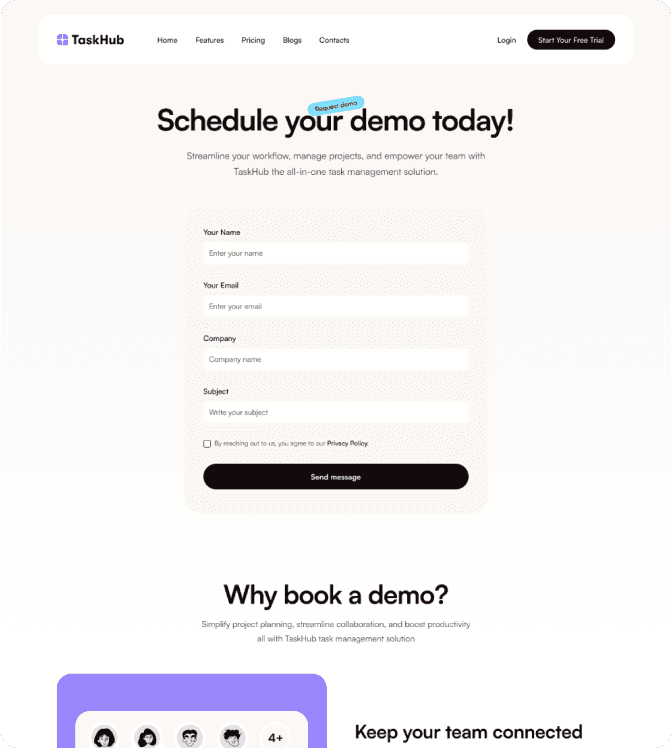 TaskHub
Home Features Pricing Blogs Contacts
Login Start Your Free Trial
Request demo
Schedule your demo today!
Streamline your workflow, manage projects, and empower your team with
TaskHub the all-in-one task management solution.
Your Name
Enter your name
Your Email
Enter your email
Company
Company name
Subject
Write your subject
By reaching out to us, you agree to our Privacy Policy.
Send message
Why book a demo?
Simplify project planning, streamline collaboration, and boost productivity
all with TaskHub task management solution
4+
Keep your team connected